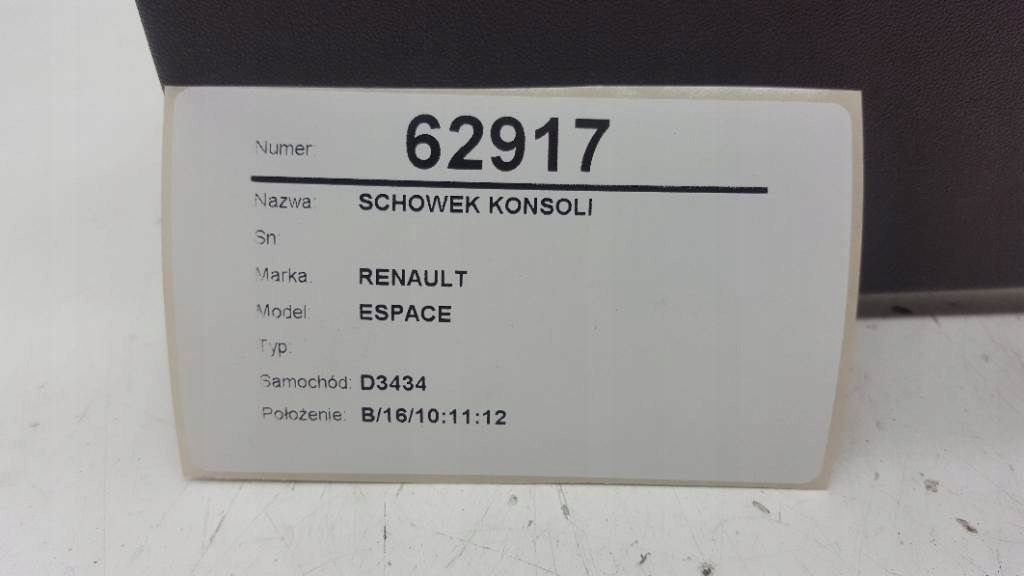 Numer: 62917
Nazwa: SCHOWEK KONSOLI
Sn:
Marka: RENAULT
Model: ESPACE
Typ:
Samochód: D3434
Położenie: B/16/10:11:12